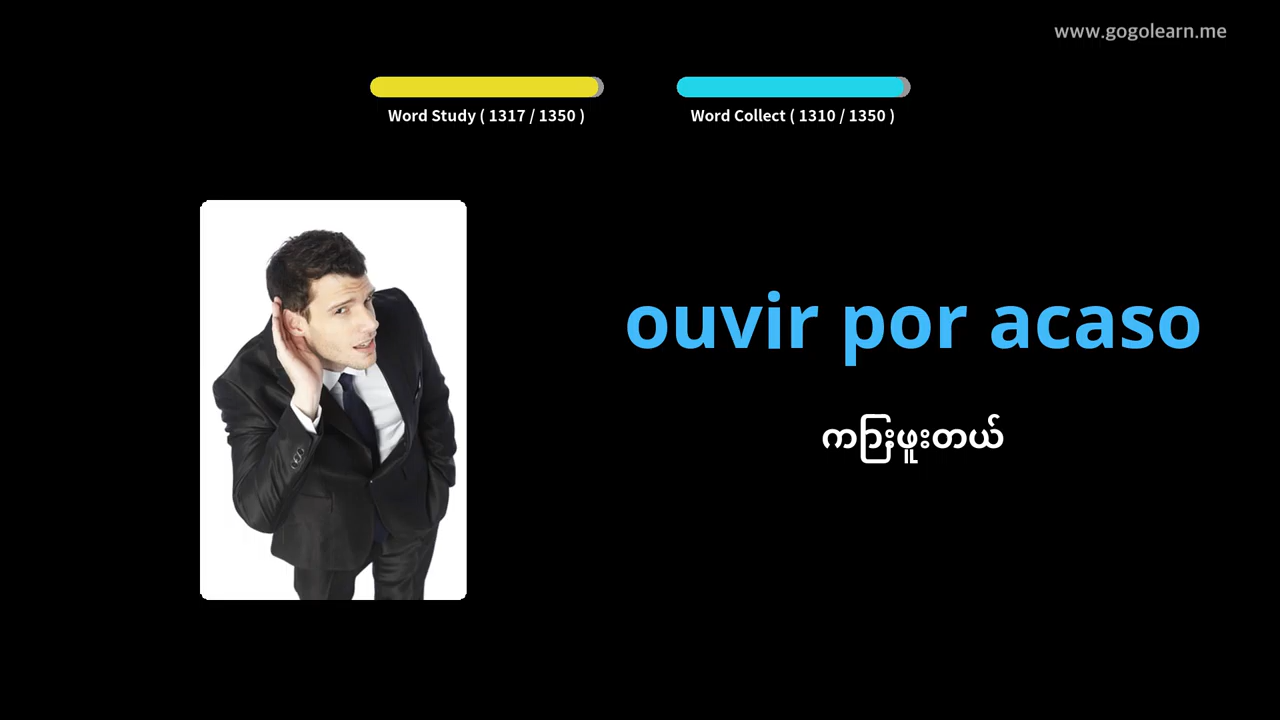 www.gogolearn.me
Word Study ( 1317 / 1350 )
Word Collect ( 1310 / 1350 )
ouvir por acaso
ကြားဖူးတယ်